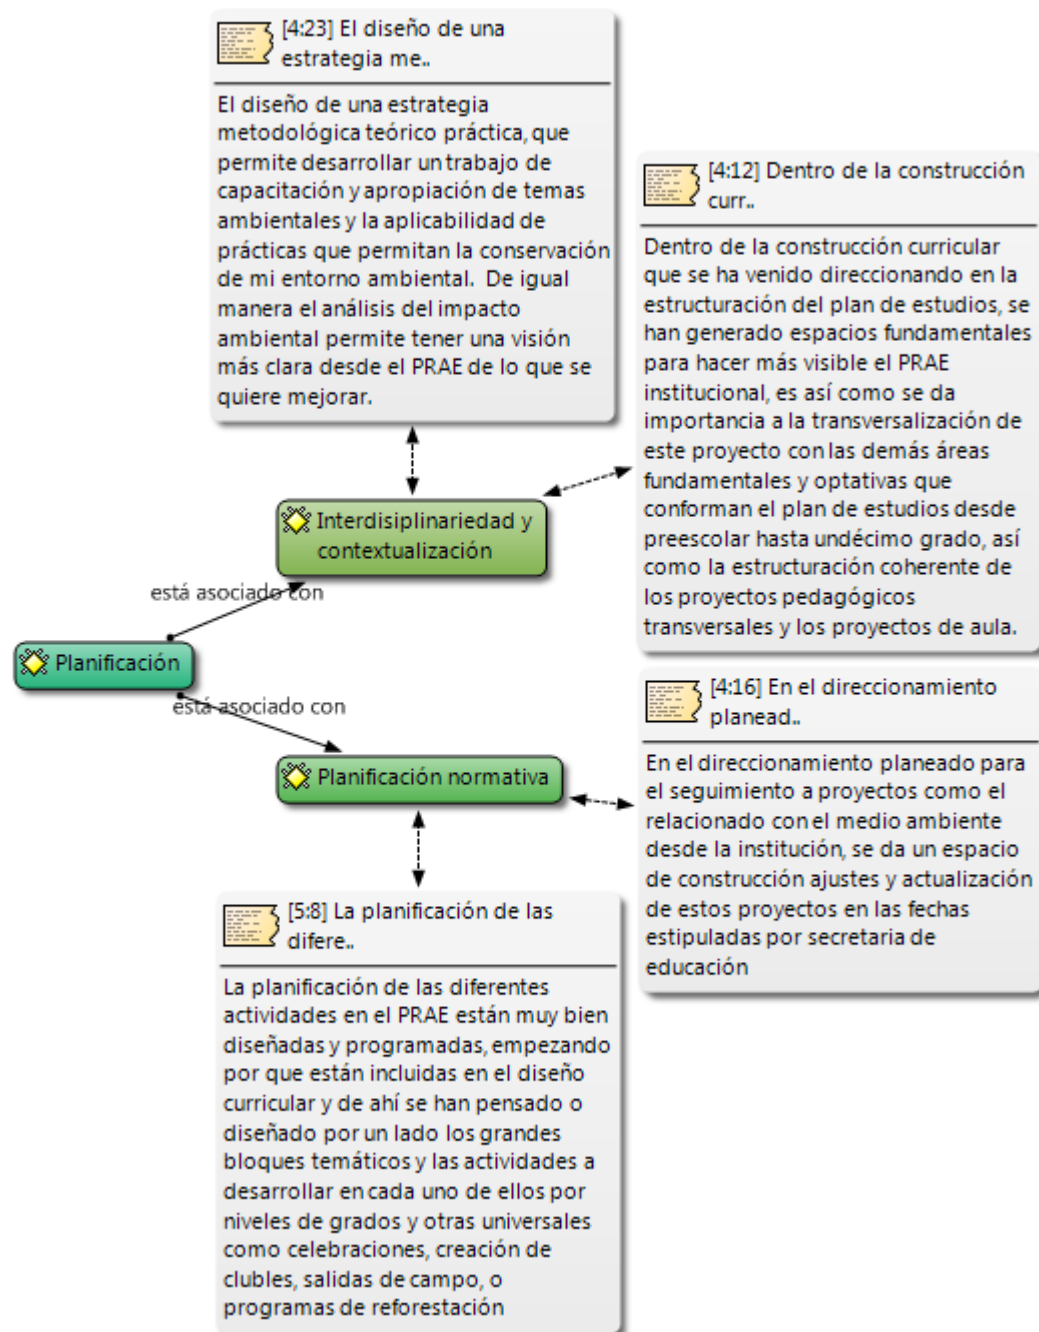 [4:23] El diseño de una
estrategia me..
El diseño de una estrategia
metodológica teórico práctica, que
permite desarrollar un trabajo de
capacitación y apropiación de temas
ambientales y la aplicabilidad de
prácticas que permitan la conservación
de mi entorno ambiental. De igual
manera el análisis del impacto
ambiental permite tener una visión
más clara desde el PRAE de lo que se
quiere mejorar.
[4:12] Dentro de la construcción
curr..
Dentro de la construcción curricular
que se ha venido direccionando en la
estructuración del plan de estudios, se
han generado espacios fundamentales
para hacer más visible el PRAE
institucional, es así como se da
importancia a la transversalización de
este proyecto con las demás áreas
fundamentales y optativas que
conforman el plan de estudios desde
preescolar hasta undécimo grado, así
como la estructuración coherente de
los proyectos pedagógicos
transversales y los proyectos de aula.
Interdisiplinariedad y
contextualización
está asociado con
Planificación
está asociado con
Planificación normativa
[4:16] En el direccionamiento
planead..
En el direccionamiento planeado para
el seguimiento a proyectos como el
relacionado con el medio ambiente
desde la institución, se da un espacio
de construcción ajustes y actualización
de estos proyectos en las fechas
estipuladas por secretaria de
educación
[5:8] La planificación de las
difere..
La planificación de las diferentes
actividades en el PRAE están muy bien
diseñadas y programadas, empezando
por que están incluidas en el diseño
curricular y de ahí se han pensado o
diseñado por un lado los grandes
bloques temáticos y las actividades a
desarrollar en cada uno de ellos por
niveles de grados y otras universales
como celebraciones, creación de
clubles, salidas de campo, o
programas de reforestación